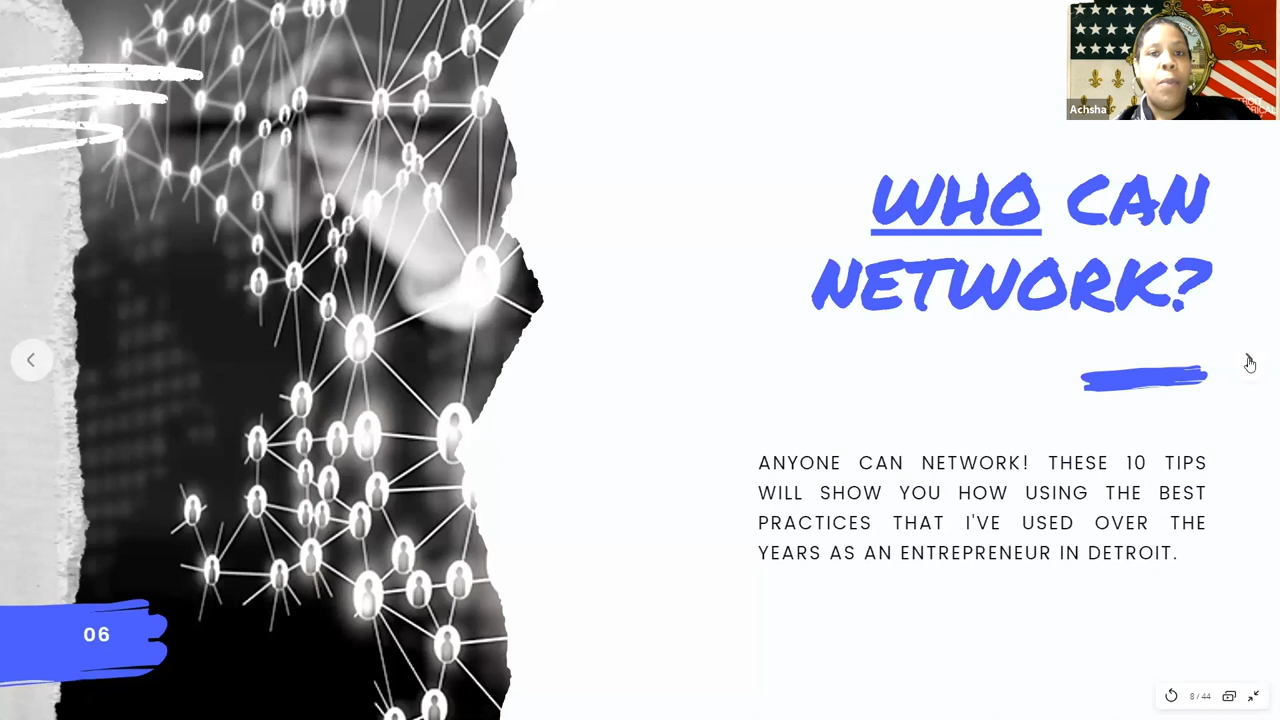 Achsha
WHO CAN
NETWORK?
ANYONE CAN NETWORK! THESE 10 TIPS
WILL SHOW YOU HOW USING THE BEST
PRACTICES THAT I'VE USED OVER THE
YEARS AS AN ENTREPRENEUR IN DETROIT.
06
8 / 44